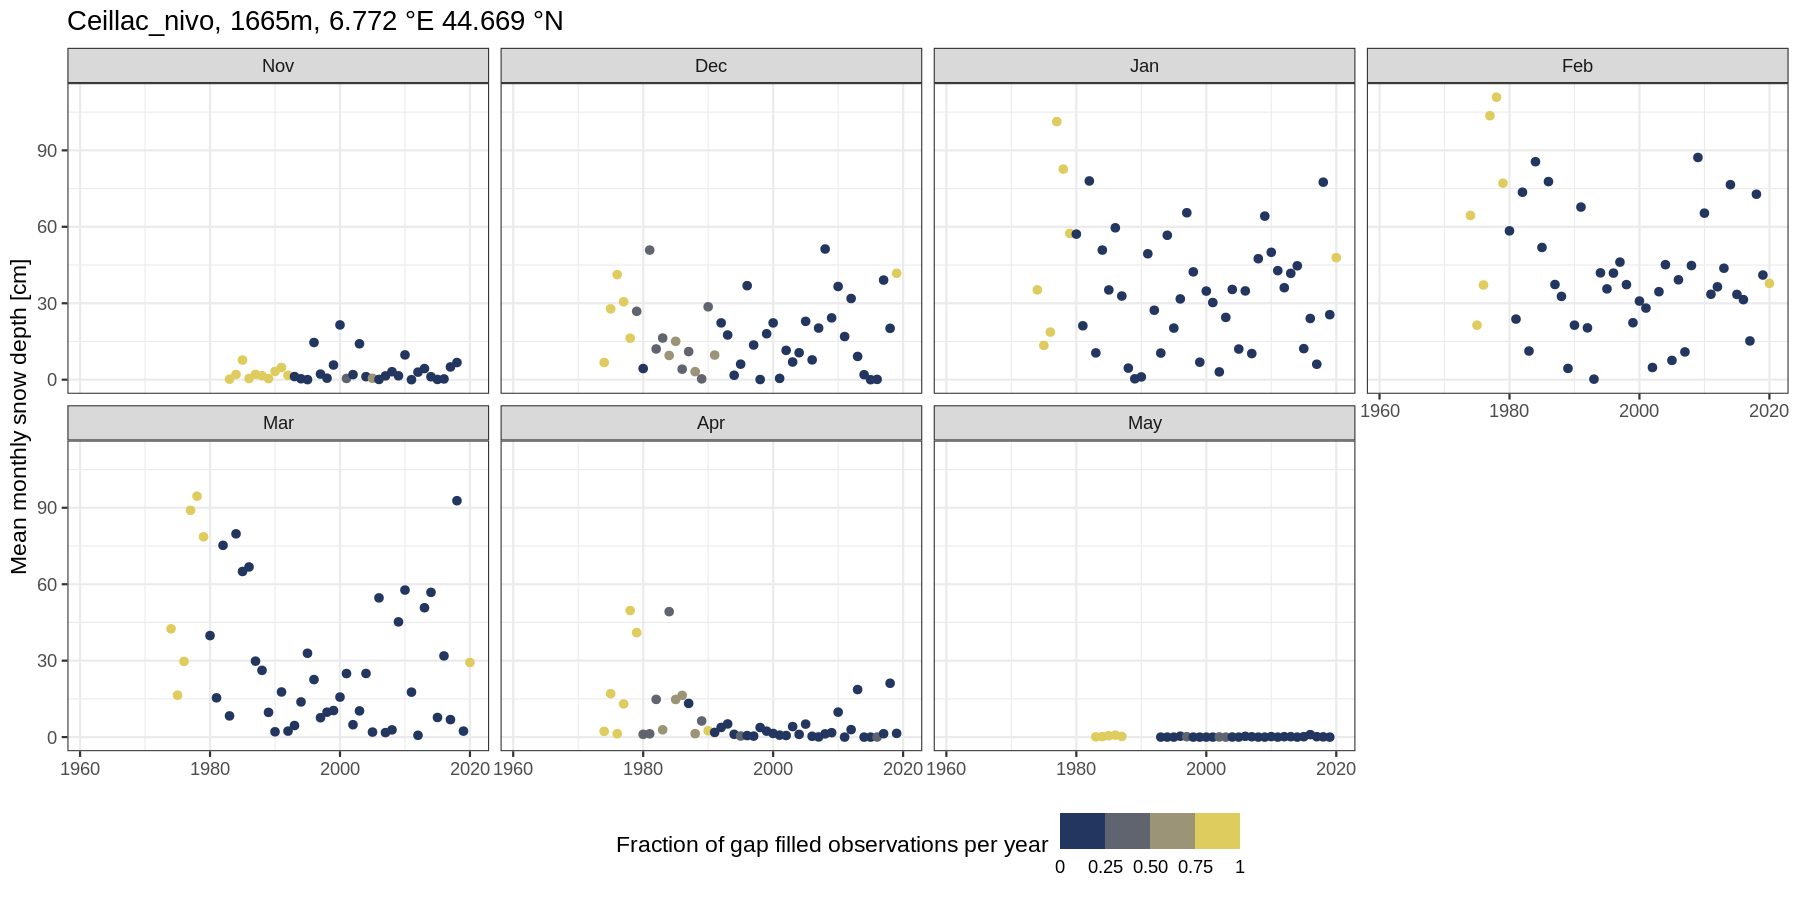 Ceillac_nivo, 1665m, 6.772 °E 44.669 °N
Nov Dec Jan Feb
90
60
30
0
1960 1980 2000 2020
Mar Apr May
90
60
30
0
1960 1980 2000 2020 1960 1980 2000 2020 1960 1980 2000 2020
Mean monthly snow depth [cm]
Fraction of gap filled observations per year
0 0.25 0.50 0.75 1